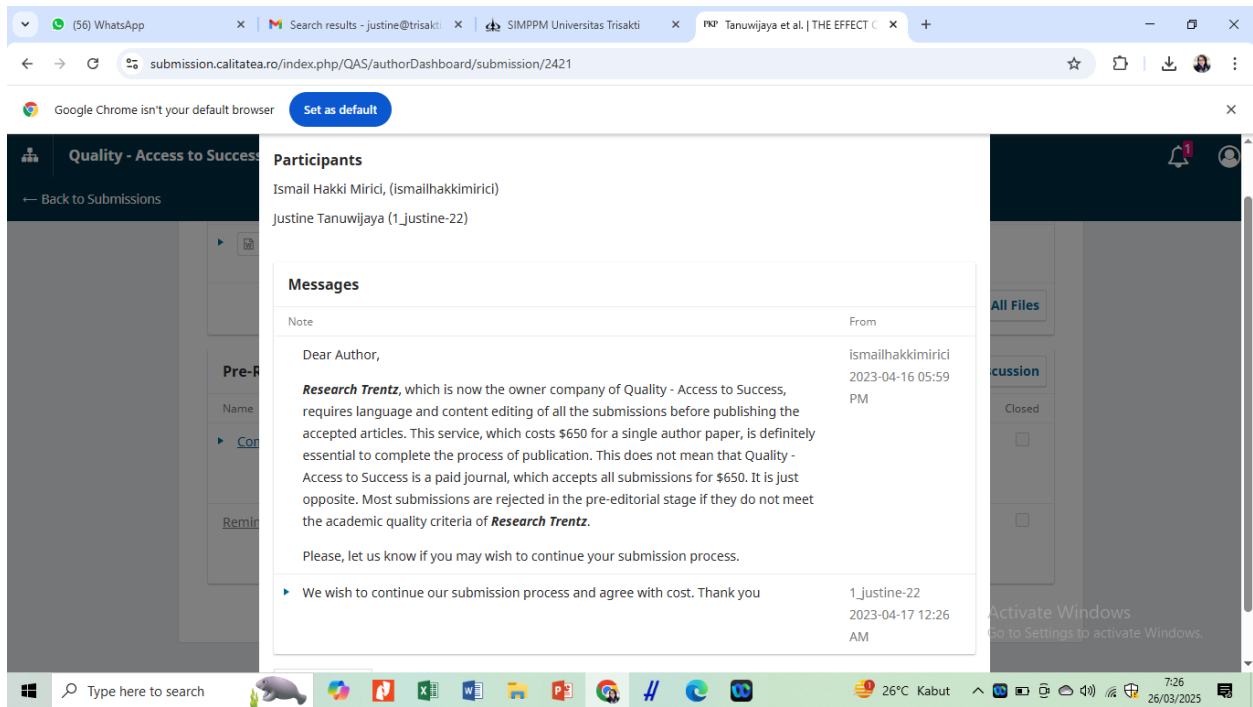 (56) WhatsApp
Search results - justine@trisakti
SIMPPM Universitas Trisakti
PKP Tanuwijaya et al. | THE EFFECT
submission.calitatea.ro/index.php/QAS/authorDashboard/submission/2421
Google Chrome isn't your default browser
Set as default
Quality - Access to Success
1
← Back to Submissions
Participants
Ismail Hakki Mirici, (ismailhakkimirici)
Justine Tanuwijaya (1_justine-22)
All Files
Messages
Note
From
Dear Author,
Research Trentz, which is now the owner company of Quality - Access to Success,
requires language and content editing of all the submissions before publishing the
accepted articles. This service, which costs $650 for a single author paper, is definitely
essential to complete the process of publication. This does not mean that Quality -
Access to Success is a paid journal, which accepts all submissions for $650. It is just
opposite. Most submissions are rejected in the pre-editorial stage if they do not meet
the academic quality criteria of Research Trentz.
Please, let us know if you may wish to continue your submission process.
ismailhakkimirici
2023-04-16 05:59
PM
We wish to continue our submission process and agree with cost. Thank you
1_justine-22
2023-04-17 12:26
AM
Pre-R
cussion
Name
Closed
Con
Remin
Activate Windows
Go to Settings to activate Windows.
Type here to search
26°C Kabut
7:26
26/03/2025